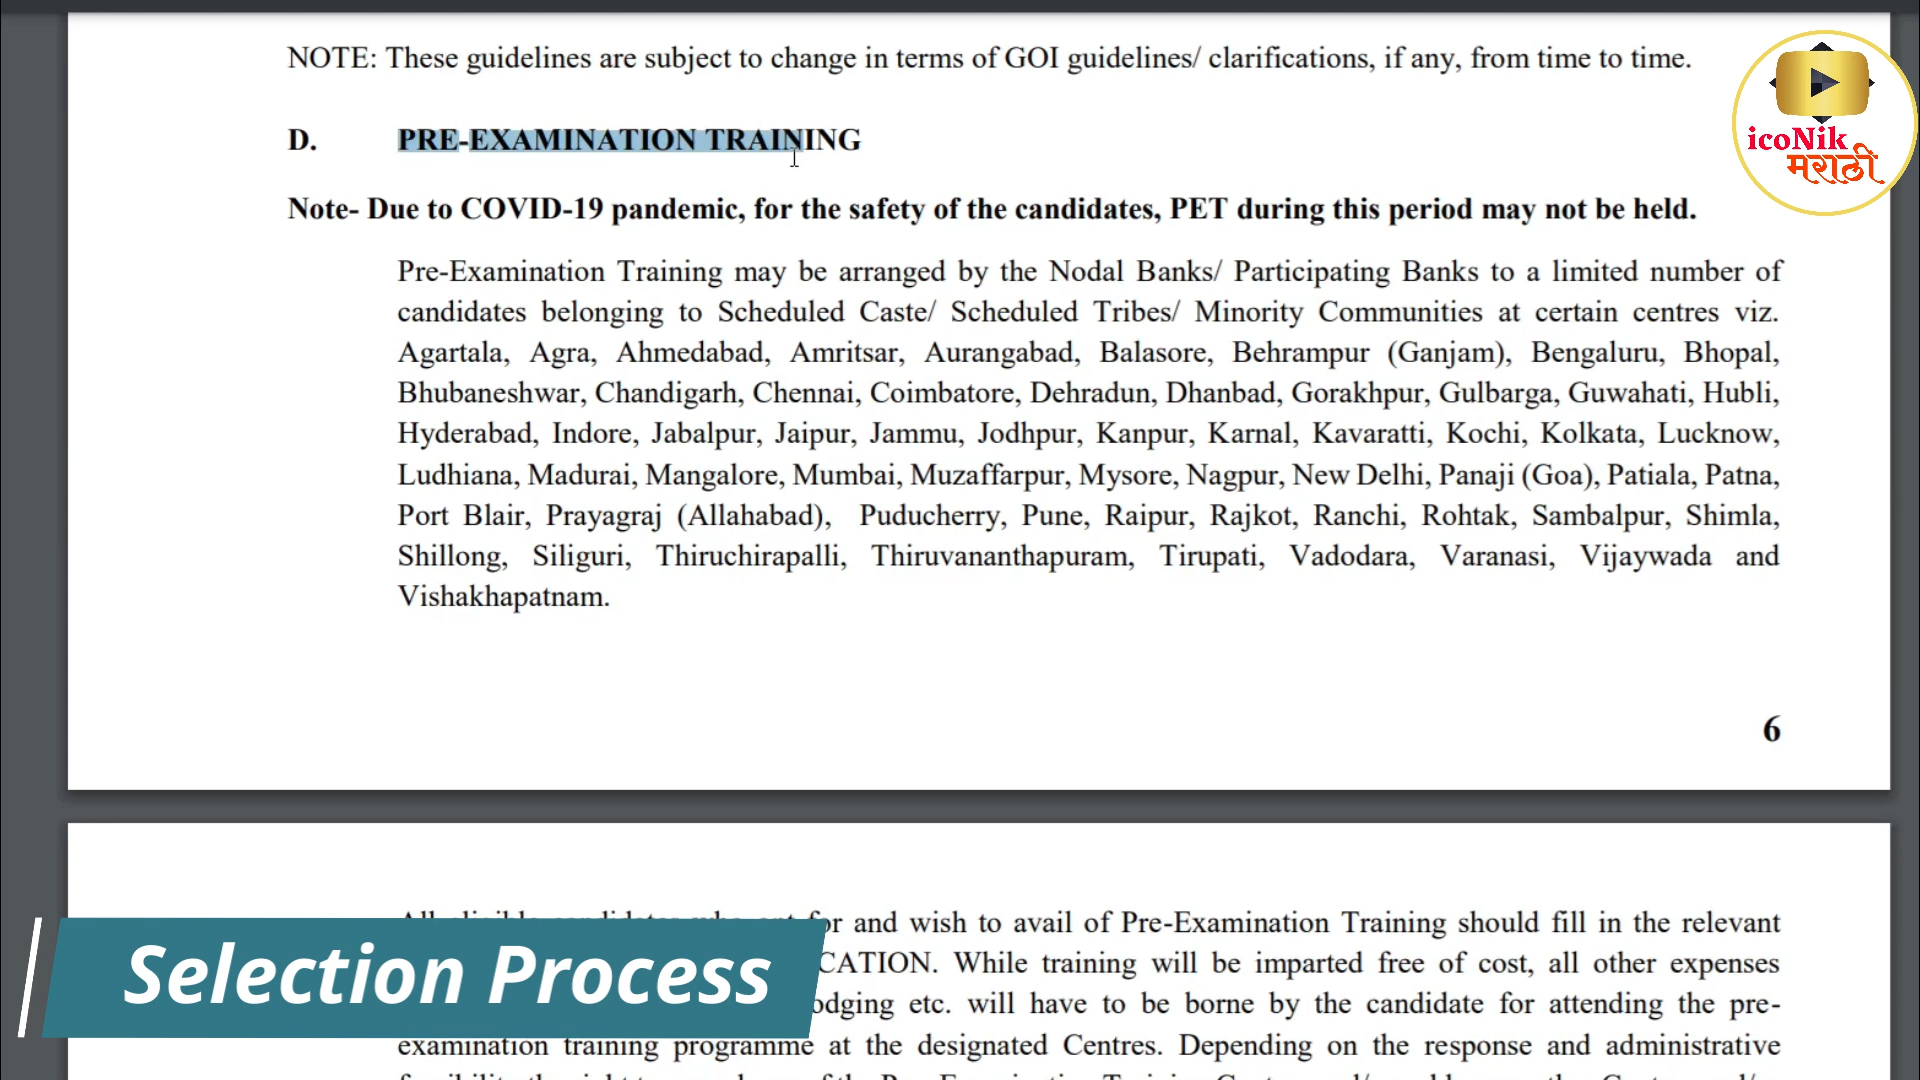 NOTE: These guidelines are subject to change in terms of GOI guidelines/ clarifications, if any, from time to time.
icoNik
मराठी
D. PRE-EXAMINATION TRAINING
Note- Due to COVID-19 pandemic, for the safety of the candidates, PET during this period may not be held.
Pre-Examination Training may be arranged by the Nodal Banks/ Participating Banks to a limited number of
candidates belonging to Scheduled Caste/ Scheduled Tribes/ Minority Communities at certain centres viz.
Agartala, Agra, Ahmedabad, Amritsar, Aurangabad, Balasore, Behrampur (Ganjam), Bengaluru, Bhopal,
Bhubaneshwar, Chandigarh, Chennai, Coimbatore, Dehradun, Dhanbad, Gorakhpur, Gulbarga, Guwahati, Hubli,
Hyderabad, Indore, Jabalpur, Jaipur, Jammu, Jodhpur, Kanpur, Karnal, Kavaratti, Kochi, Kolkata, Lucknow,
Ludhiana, Madurai, Mangalore, Mumbai, Muzaffarpur, Mysore, Nagpur, New Delhi, Panaji (Goa), Patiala, Patna,
Port Blair, Prayagraj (Allahabad), Puducherry, Pune, Raipur, Rajkot, Ranchi, Rohtak, Sambalpur, Shimla,
Shillong, Siliguri, Thiruchirapalli, Thiruvananthapuram, Tirupati, Vadodara, Varanasi, Vijaywada and
Vishakhapatnam.
6
for and wish to avail of Pre-Examination Training should fill in the relevant
CATION. While training will be imparted free of cost, all other expenses
odging etc. will have to be borne by the candidate for attending the pre-
examination training programme at the designated Centres. Depending on the response and administrative
Selection Process